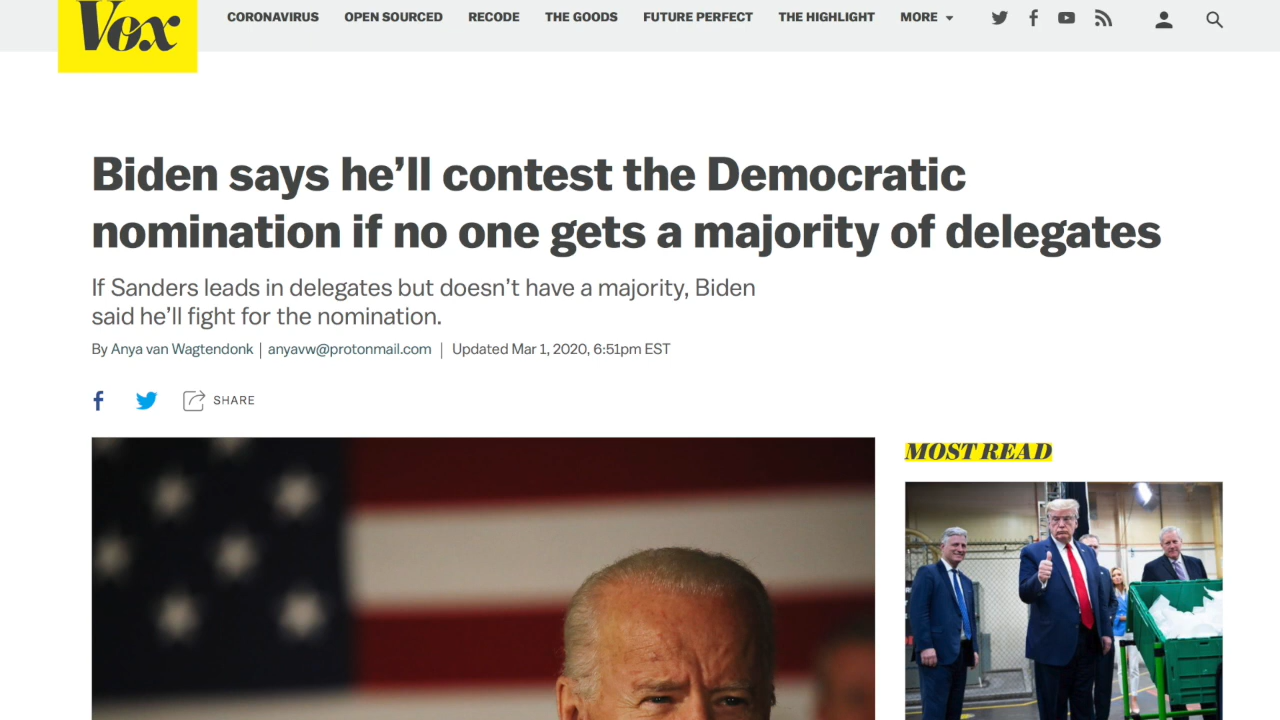 Vox
CORONAVIRUS OPEN SOURCED RECODE THE GOODS FUTURE PERFECT THE HIGHLIGHT MORE
Biden says he’ll contest the Democratic
nomination if no one gets a majority of delegates
If Sanders leads in delegates but doesn’t have a majority, Biden
said he’ll fight for the nomination.
By Anya van Wagtendonk | anyavw@protonmail.com | Updated Mar 1, 2020, 6:51pm EST
SHARE
MOST READ